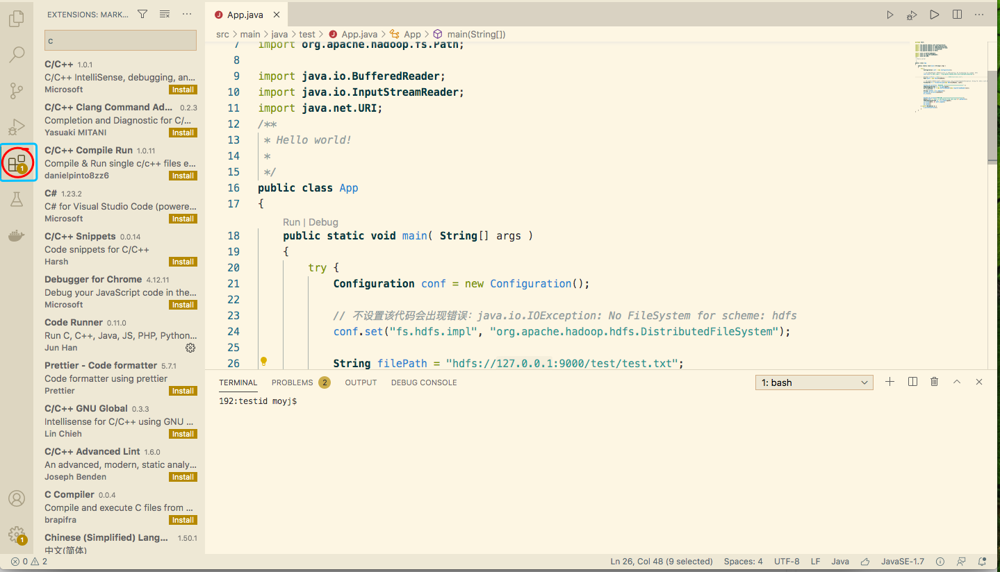 EXTENSIONS: MARK...
c
C/C++ 1.0.1
C/C++ IntelliSense, debugging, an...
Microsoft Install
C/C++ Clang Command Ad... 0.2.3
Completion and Diagnostic for C/...
Yasuaki MITANI Install
C/C++ Compile Run 1.0.11
Compile & Run single c/c++ files e...
danielpinto8zz6 Install
1
C# 1.23.2
C# for Visual Studio Code (powere...
Microsoft Install
C/C++ Snippets 0.0.14
Code snippets for C/C++
Harsh Install
Debugger for Chrome 4.12.11
Debug your JavaScript code in the...
Microsoft Install
Code Runner 0.11.0
Run C, C++, Java, JS, PHP, Python...
Jun Han
Prettier - Code formatter 5.7.1
Code formatter using prettier
Prettier Install
C/C++ GNU Global 0.3.3
Intellisense for C/C++ using GNU ...
Lin Chieh Install
C/C++ Advanced Lint 1.6.0
An advanced, modern, static analy...
Joseph Benden Install
C Compiler 0.0.4
Compile and execute C files from ...
brapifra Install
Chinese (Simplified) Lang... 1.50.1
中文(简体)
1
J App.java
src > main > java > test > J App.java > App > main(String[])
7 import org.apache.hadoop.fs.Path;
8
9 import java.io.BufferedReader;
10 import java.io.InputStreamReader;
11 import java.net.URI;
12 /**
13 * Hello world!
14 *
15 */
16 public class App
17 {
Run | Debug
18 public static void main( String[] args )
19 {
20 try {
21 Configuration conf = new Configuration();
22
23 // 不设置该代码会出现错误：java.io.IOException: No FileSystem for scheme: hdfs
24 conf.set("fs.hdfs.impl", "org.apache.hadoop.hdfs.DistributedFileSystem");
25
26 String filePath = "hdfs://127.0.0.1:9000/test/test.txt";
TERMINAL PROBLEMS 2 OUTPUT DEBUG CONSOLE 1: bash
192:testid moyj$
0 2 Ln 26, Col 48 (9 selected) Spaces: 4 UTF-8 LF Java JavaSE-1.7